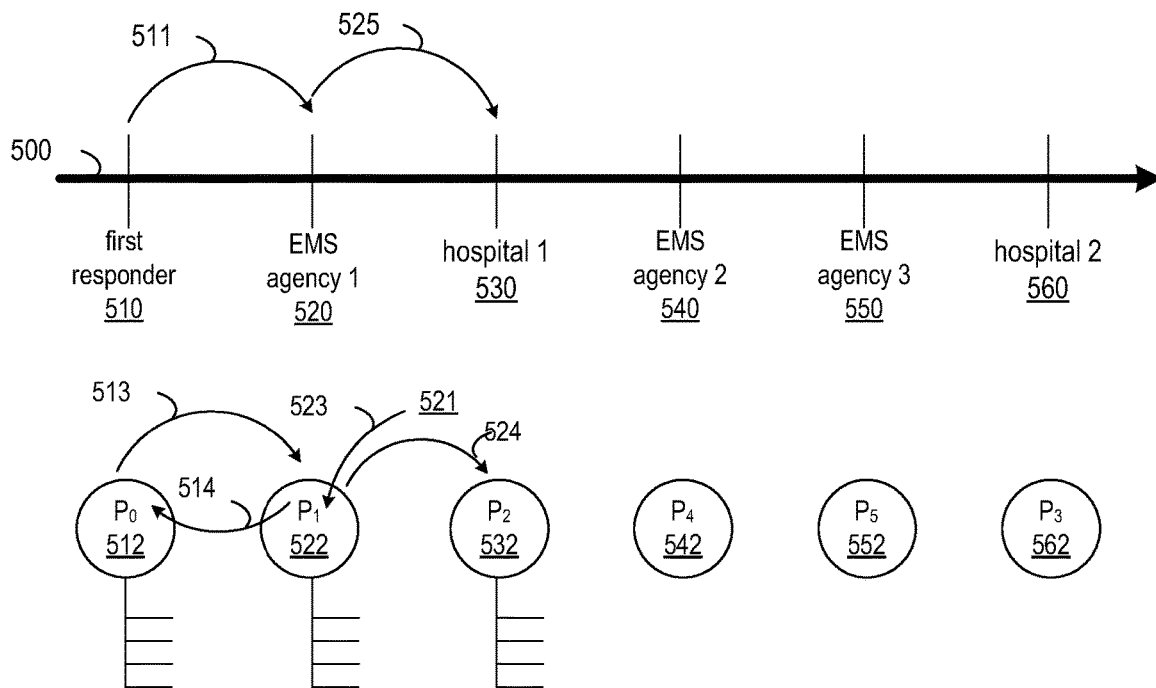 511
525
500
first
responder
510
EMS
agency 1
520
hospital 1
530
EMS
agency 2
540
EMS
agency 3
550
hospital 2
560
513
523
521
524
514
P₀
512
P₁
522
P₂
532
P₄
542
P₅
552
P₃
562